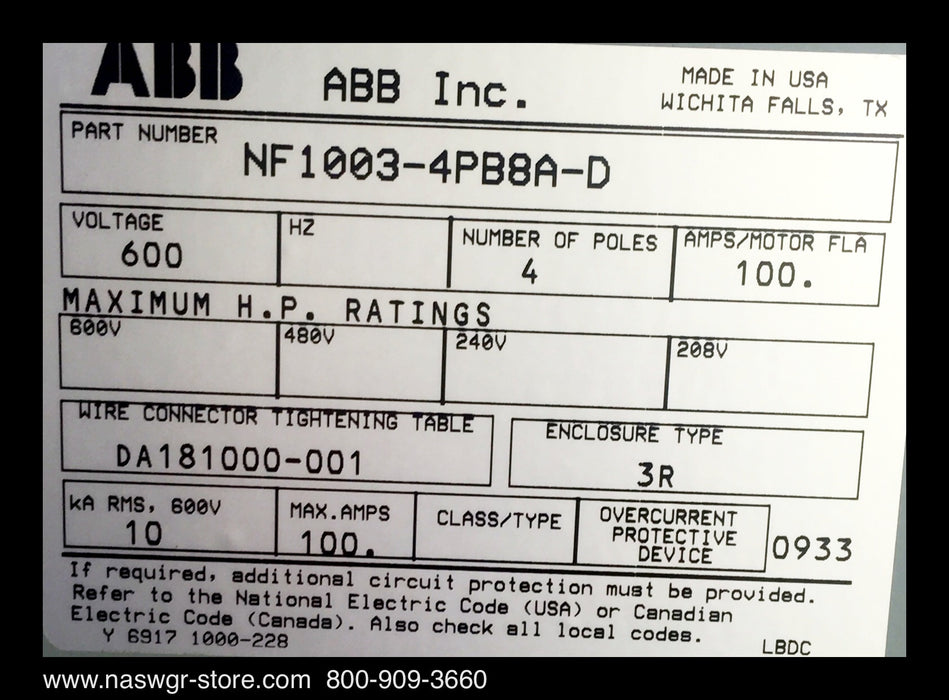 ABB
ABB Inc.
MADE IN USA
WICHITA FALLS, TX
PART NUMBER
NF1003-4PB8A-D
VOLTAGE
600
HZ
NUMBER OF POLES
4
AMPS/MOTOR FLA
100.
MAXIMUM H.P. RATINGS
600V
480V
240V
208V
WIRE CONNECTOR TIGHTENING TABLE
DA181000-001
ENCLOSURE TYPE
3R
kA RMS, 600V
10
MAX.AMPS
100.
CLASS/TYPE
OVERCURRENT
PROTECTIVE
DEVICE
0933
If required, additional circuit protection must be provided.
Refer to the National Electric Code (USA) or Canadian
Electric Code (Canada). Also check all local codes.
Y 6917 1000-228
LBDC
www.naswgr-store.com 800-909-3660